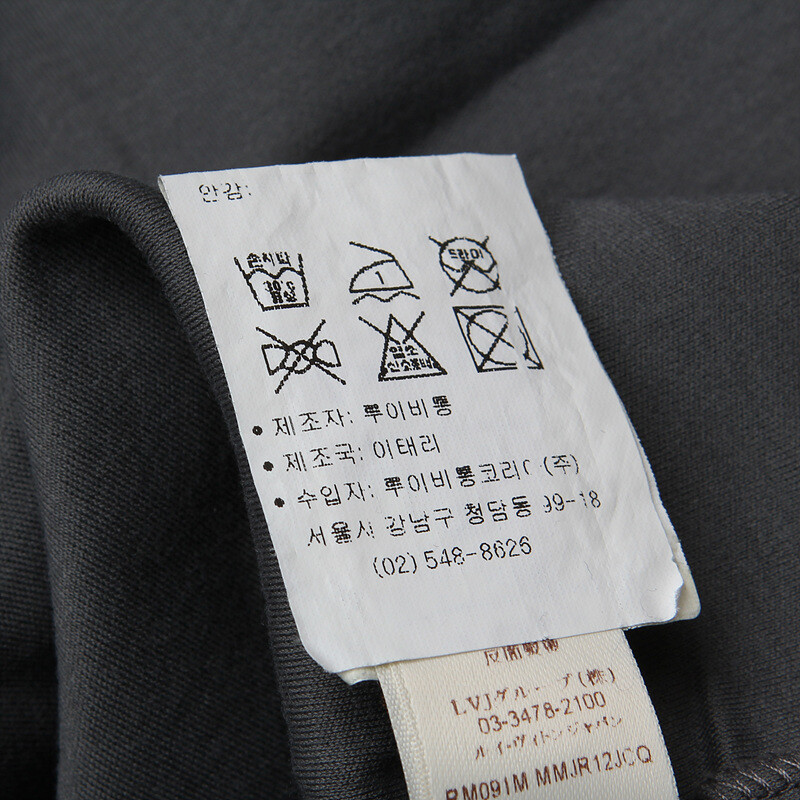 안감:
손세탁
30℃
중성
1
드라이
염소
산소표백
• 제조자: 루이비통
• 제조국: 이태리
• 수입자: 루이비통코리아 (주)
서울시 강남구 청담동 99-18
(02) 548-8626
LVJグループ(株)
03-3478-2100
ルイ・ヴィトンジャパン
RM091M MMJR12JCQ